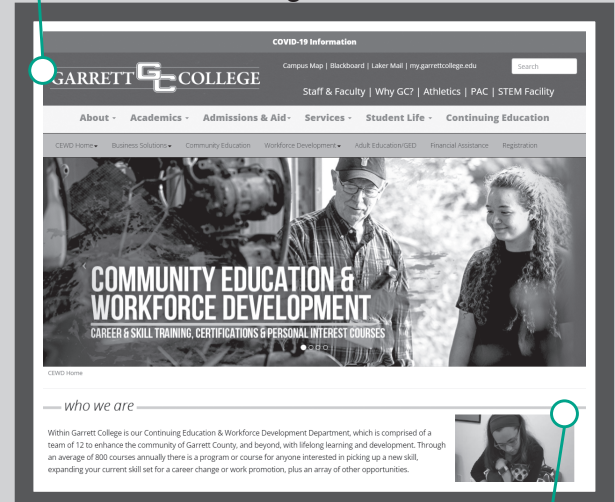 COVID-19 Information
GARRETT GC COLLEGE
Campus Map | Blackboard | Laker Mail | my.garrettcollege.edu
Search
Staff & Faculty | Why GC? | Athletics | PAC | STEM Facility
About Academics Admissions & Aid Services Student Life Continuing Education
CEWD Home Business Solutions Community Education Workforce Development Adult Education/GED Financial Assistance Registration
COMMUNITY EDUCATION &
WORKFORCE DEVELOPMENT
CAREER & SKILL TRAINING, CERTIFICATIONS & PERSONAL INTEREST COURSES
CEWD Home
who we are
Within Garrett College is our Continuing Education & Workforce Development Department, which is comprised of a
team of 12 to enhance the community of Garrett County, and beyond, with lifelong learning and development. Through
an average of 800 courses annually there is a program or course for anyone interested in picking up a new skill,
expanding your current skill set for a career change or work promotion, plus an array of other opportunities.